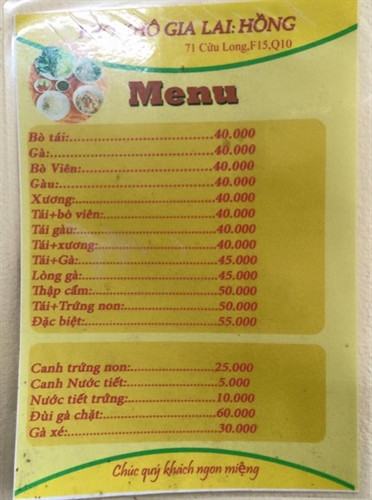 KHÔ GIA LAI: HỒNG
71 Cửu Long,F15,Q10
Menu
Bò tái:40.000
Gà:40.000
Bò Viên:40.000
Gàu:40.000
Xương:40.000
Tái+bò viên:40.000
Tái gàu:40.000
Tái+xương:40.000
Tái+Gà:45.000
Lòng gà:45.000
Thập cẩm:50.000
Tái+Trứng non:50.000
Đặc biệt:55.000
Canh trứng non:25.000
Canh Nước tiết:5.000
Nước tiết trứng:10.000
Đùi gà chặt:60.000
Gà xé:30.000
Chúc quý khách ngon miệng